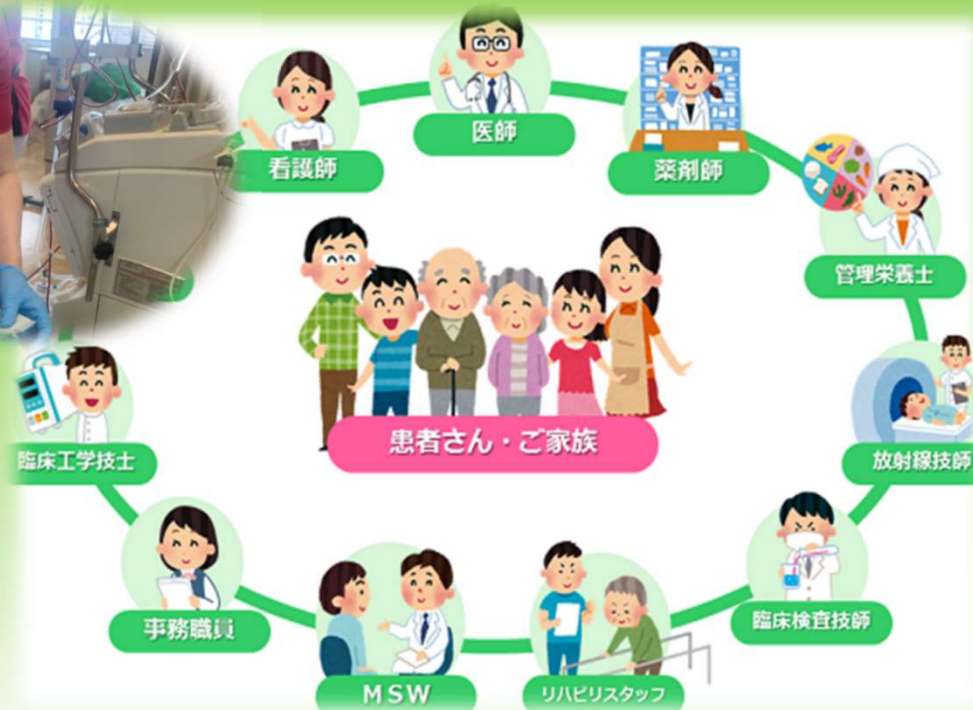 医師
看護師
薬剤師
管理栄養士
患者さん・ご家族
臨床工学技士
放射線技師
事務職員
臨床検査技師
MSW
リハビリスタッフ